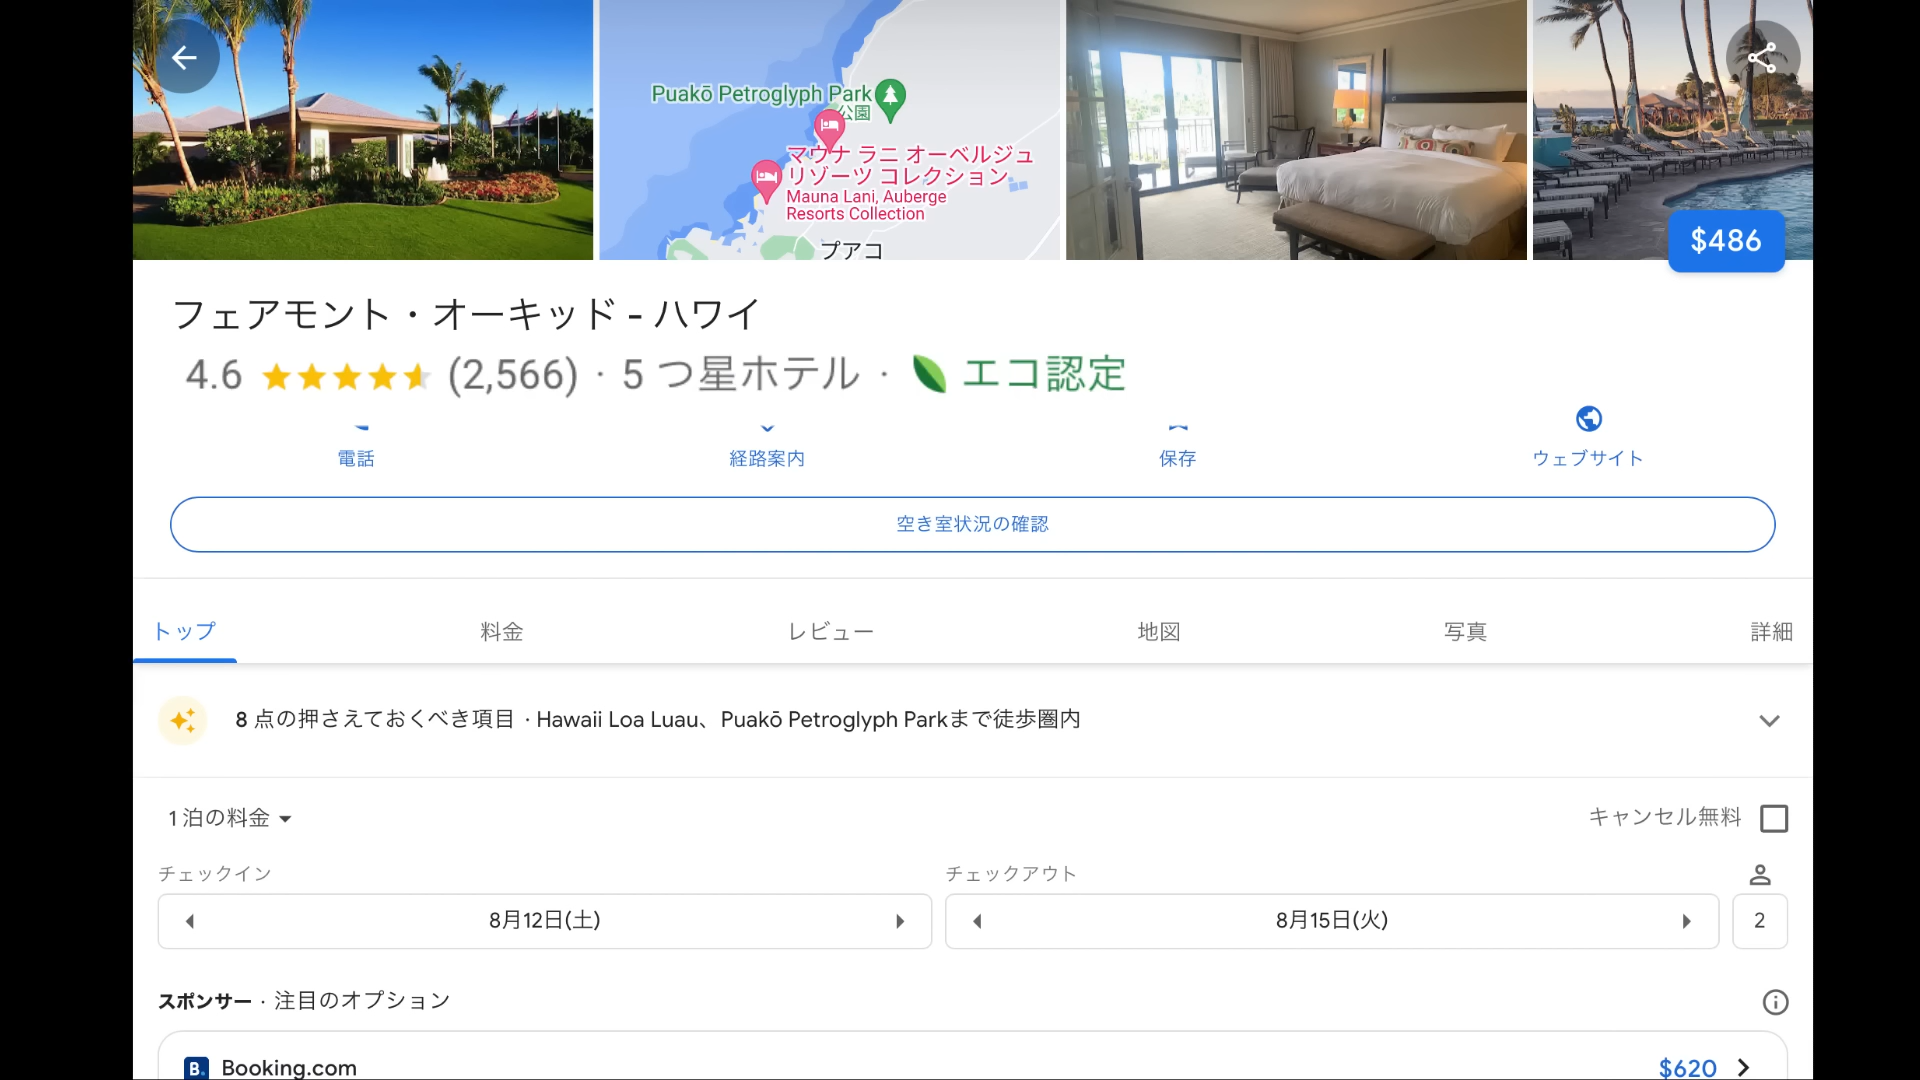 Puakō Petroglyph Park
公園
マウナ ラニ オーベルジュ
リゾーツ コレクション
Mauna Lani, Auberge
Resorts Collection
プアコ
$486
フェアモント・オーキッド - ハワイ
4.6 (2,566) · 5 つ星ホテル · エコ認定
電話 経路案内 保存 ウェブサイト
空き室状況の確認
トップ 料金 レビュー 地図 写真 詳細
8 点の押さえておくべき項目 · Hawaii Loa Luau、Puakō Petroglyph Parkまで徒歩圏内
1 泊の料金 キャンセル無料
チェックイン チェックアウト
8月12日(土) 8月15日(火) 2
スポンサー · 注目のオプション
B. Booking.com $620